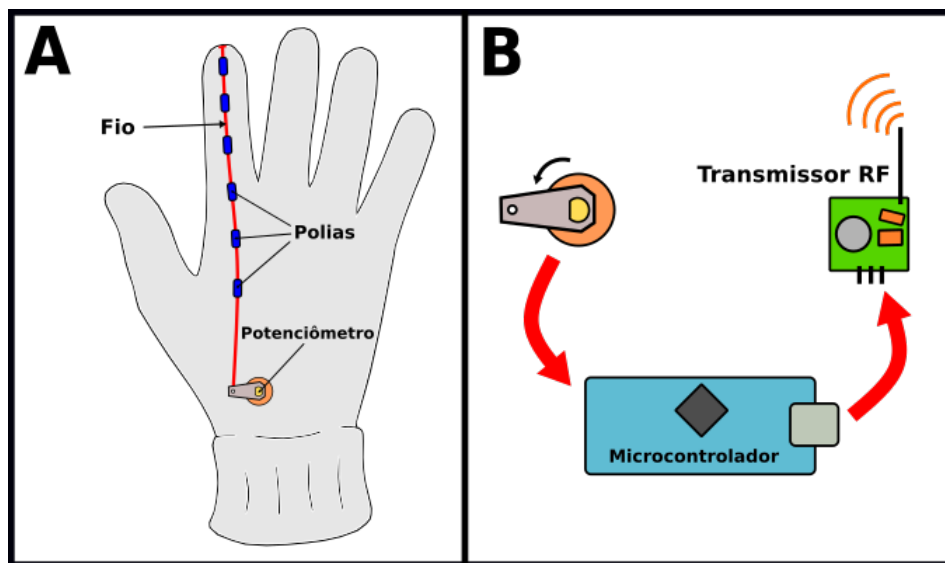 A
Fio
Polias
Potenciômetro
B
Transmissor RF
Microcontrolador